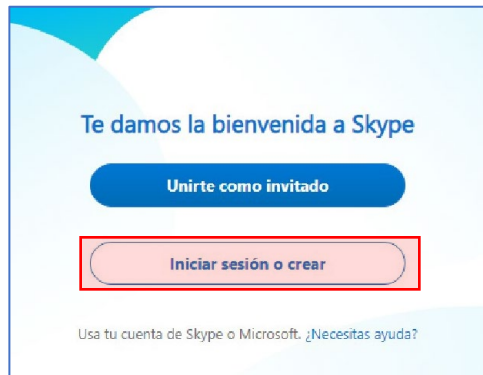 Te damos la bienvenida a Skype
Unirte como invitado
Iniciar sesión o crear
Usa tu cuenta de Skype o Microsoft. ¿Necesitas ayuda?